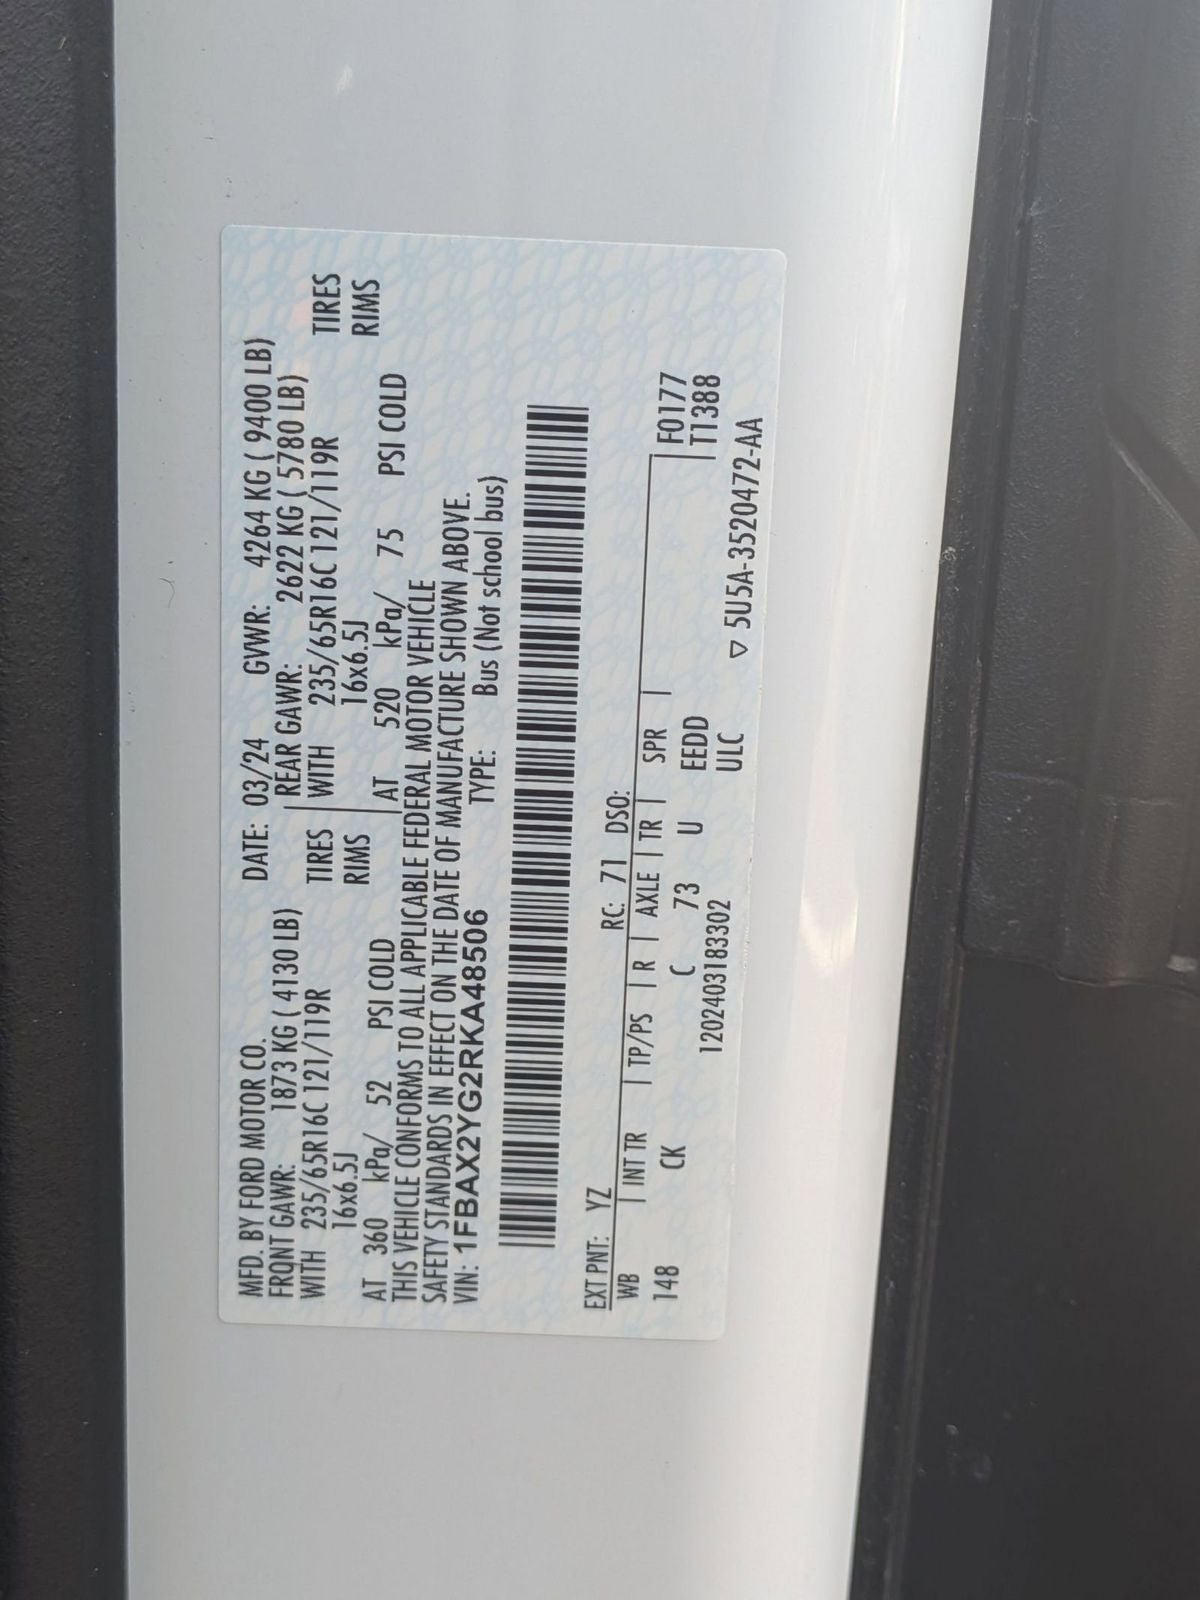 MFD. BY FORD MOTOR CO. DATE: 03/24 GVWR: 4264 KG ( 9400 LB)
FRONT GAWR: 1873 KG ( 4130 LB) REAR GAWR: 2622 KG ( 5780 LB)
WITH 235/65R16C 121/119R TIRES WITH 235/65R16C 121/119R TIRES
16x6.5J RIMS 16x6.5J RIMS
AT 360 kPa/ 52 PSI COLD AT 520 kPa/ 75 PSI COLD
THIS VEHICLE CONFORMS TO ALL APPLICABLE FEDERAL MOTOR VEHICLE
SAFETY STANDARDS IN EFFECT ON THE DATE OF MANUFACTURE SHOWN ABOVE.
VIN: 1FBAX2YG2RKA48506 TYPE: Bus (Not school bus)
EXT PNT: YZ RC: 71 DSO:
WB INT TR TP/PS R AXLE TR SPR F0177
148 CK C 73 U EEDD T1388
120240318​3302 ULC ▽ 5U5A-3520472-AA